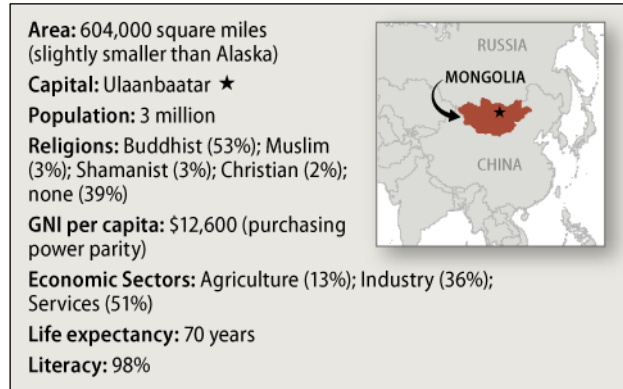 Area: 604,000 square miles
(slightly smaller than Alaska)
Capital: Ulaanbaatar ★
Population: 3 million
Religions: Buddhist (53%); Muslim
(3%); Shamanist (3%); Christian (2%);
none (39%)
GNI per capita: $12,600 (purchasing
power parity)
Economic Sectors: Agriculture (13%); Industry (36%);
Services (51%)
Life expectancy: 70 years
Literacy: 98%
RUSSIA
MONGOLIA
CHINA